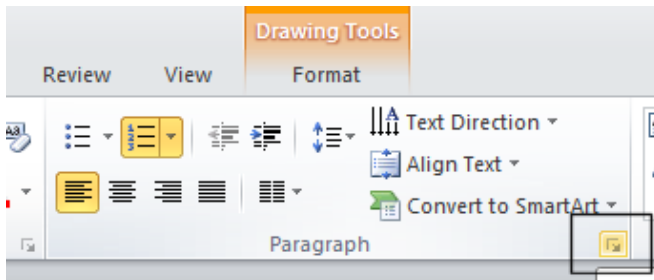 Drawing Tools
Review View Format
Text Direction
Align Text
Convert to SmartArt
Paragraph